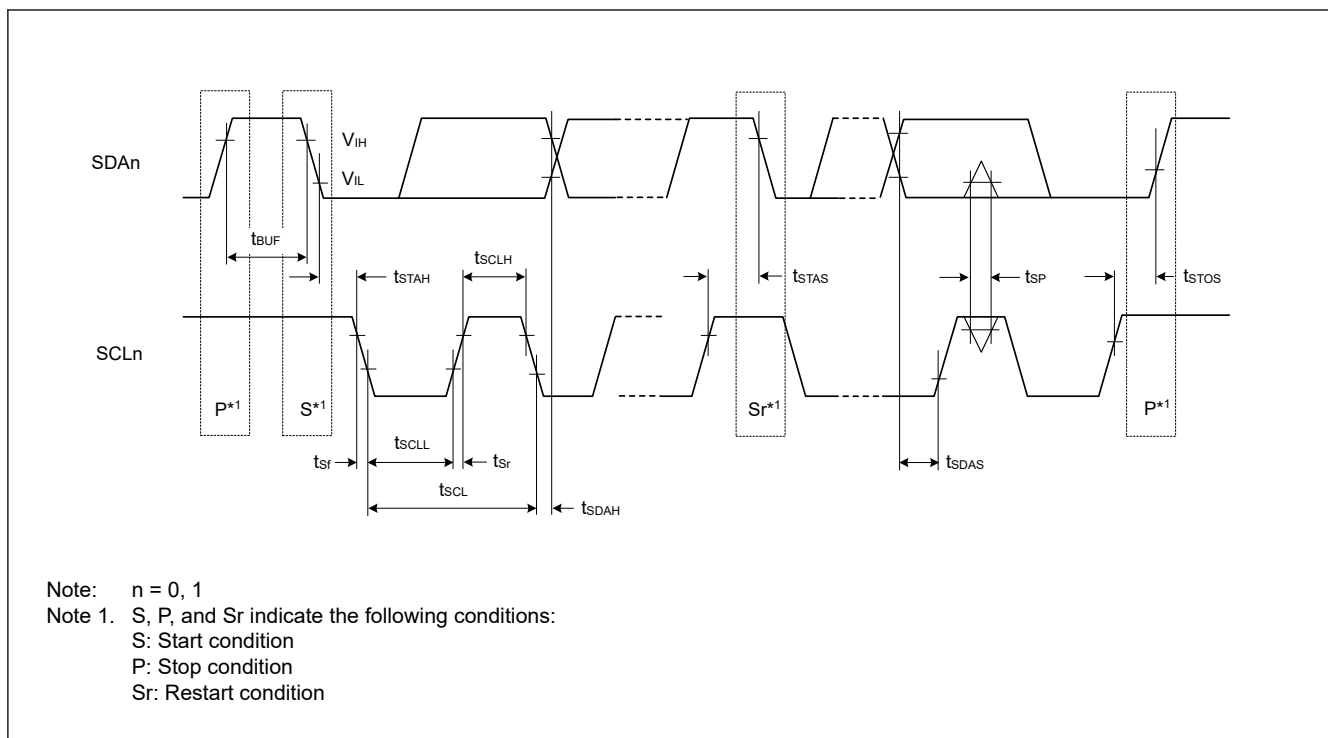 SDAn
VIH
VIL
tBUF
tSTAH
tSCLH
tSTAS
tSP
tSTOS
SCLn
P*1
S*1
Sr*1
P*1
tSf
tSCLL
tSr
tSDAS
tSCL
tSDAH
Note: n = 0, 1
Note 1. S, P, and Sr indicate the following conditions:
S: Start condition
P: Stop condition
Sr: Restart condition